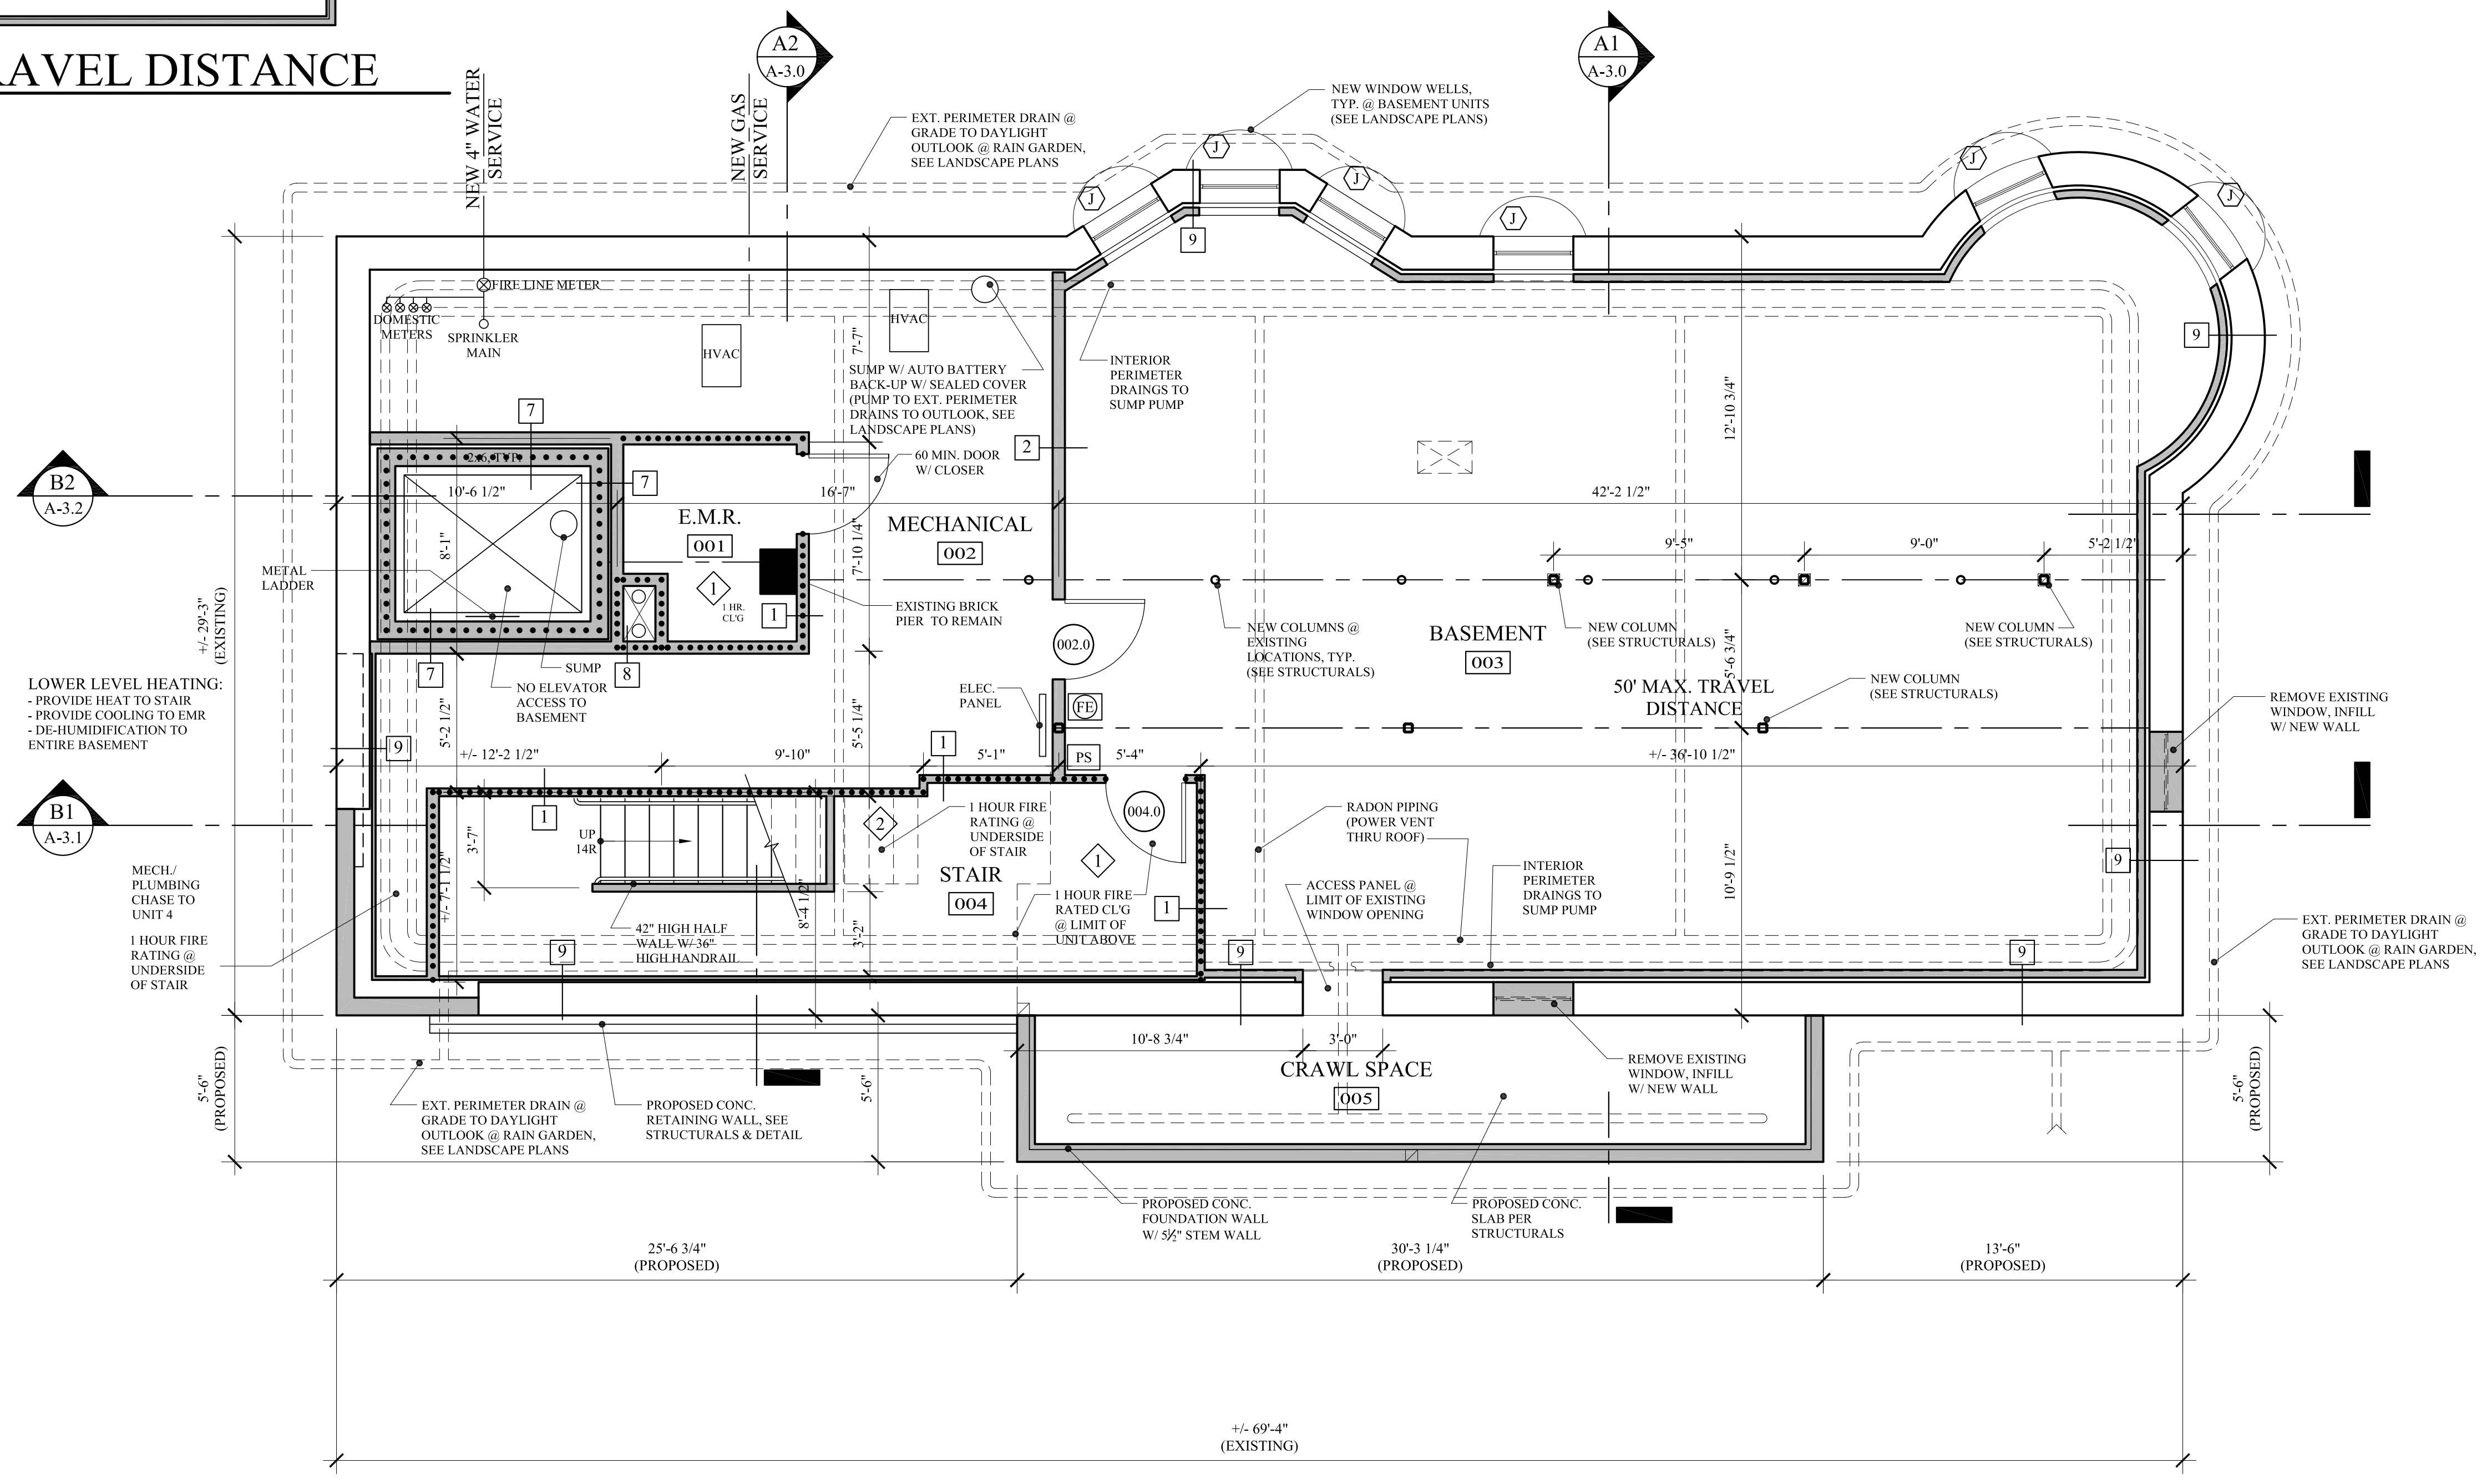 RAVEL DISTANCE
NEW 4" WATER
SERVICE
NEW GAS
SERVICE
A2
A-3.0
A1
A-3.0
EXT. PERIMETER DRAIN @
GRADE TO DAYLIGHT
OUTLOOK @ RAIN GARDEN,
SEE LANDSCAPE PLANS
NEW WINDOW WELLS,
TYP. @ BASEMENT UNITS
(SEE LANDSCAPE PLANS)
J
J
J
J
J
J
9
FIRE LINE METER
DOMESTIC
METERS
SPRINKLER
MAIN
HVAC
HVAC
7'-7"
SUMP W/ AUTO BATTERY
BACK-UP W/ SEALED COVER
(PUMP TO EXT. PERIMETER
DRAINS TO OUTLOOK, SEE
LANDSCAPE PLANS)
INTERIOR
PERIMETER
DRAINGS TO
SUMP PUMP
9
12'-10 3/4"
7
2
60 MIN. DOOR
W/ CLOSER
2x6, TYP.
7
B2
A-3.2
10'-6 1/2"
16'-7"
42'-2 1/2"
E.M.R.
001
MECHANICAL
002
8'-1"
7'-10 1/4"
9'-5"
9'-0"
5'-2 1/2"
METAL
LADDER
1
1 HR.
CL'G
1
EXISTING BRICK
PIER TO REMAIN
+/- 29'-3"
(EXISTING)
NEW COLUMNS @
EXISTING
LOCATIONS, TYP.
(SEE STRUCTURALS)
BASEMENT
003
NEW COLUMN
(SEE STRUCTURALS)
NEW COLUMN
(SEE STRUCTURALS)
002.0
5'-6 3/4"
SUMP
7
8
NO ELEVATOR
ACCESS TO
BASEMENT
LOWER LEVEL HEATING:
- PROVIDE HEAT TO STAIR
- PROVIDE COOLING TO EMR
- DE-HUMIDIFICATION TO
ENTIRE BASEMENT
ELEC.
PANEL
FE
50' MAX. TRAVEL
DISTANCE
NEW COLUMN
(SEE STRUCTURALS)
REMOVE EXISTING
WINDOW, INFILL
W/ NEW WALL
5'-2 1/2"
5'-5 1/4"
9
+/- 12'-2 1/2"
9'-10"
1
5'-1"
PS
5'-4"
+/- 36'-10 1/2"
B1
A-3.1
1
UP
14R
3'-7"
2
1 HOUR FIRE
RATING @
UNDERSIDE
OF STAIR
004.0
1
RADON PIPING
(POWER VENT
THRU ROOF)
9
MECH./
PLUMBING
CHASE TO
UNIT 4
1 HOUR FIRE
RATING @
UNDERSIDE
OF STAIR
+/- 7'-1 1/2"
8'-4 1/2"
3'-2"
STAIR
004
1 HOUR FIRE
RATED CL'G
@ LIMIT OF
UNIT ABOVE
1
ACCESS PANEL @
LIMIT OF EXISTING
WINDOW OPENING
INTERIOR
PERIMETER
DRAINGS TO
SUMP PUMP
10'-9 1/2"
42" HIGH HALF
WALL W/ 36"
HIGH HANDRAIL
9
9
9
EXT. PERIMETER DRAIN @
GRADE TO DAYLIGHT
OUTLOOK @ RAIN GARDEN,
SEE LANDSCAPE PLANS
5'-6"
(PROPOSED)
5'-6"
10'-8 3/4"
3'-0"
CRAWL SPACE
005
REMOVE EXISTING
WINDOW, INFILL
W/ NEW WALL
5'-6"
(PROPOSED)
EXT. PERIMETER DRAIN @
GRADE TO DAYLIGHT
OUTLOOK @ RAIN GARDEN,
SEE LANDSCAPE PLANS
PROPOSED CONC.
RETAINING WALL, SEE
STRUCTURALS & DETAIL
PROPOSED CONC.
FOUNDATION WALL
W/ 5½" STEM WALL
PROPOSED CONC.
SLAB PER
STRUCTURALS
25'-6 3/4"
(PROPOSED)
30'-3 1/4"
(PROPOSED)
13'-6"
(PROPOSED)
+/- 69'-4"
(EXISTING)